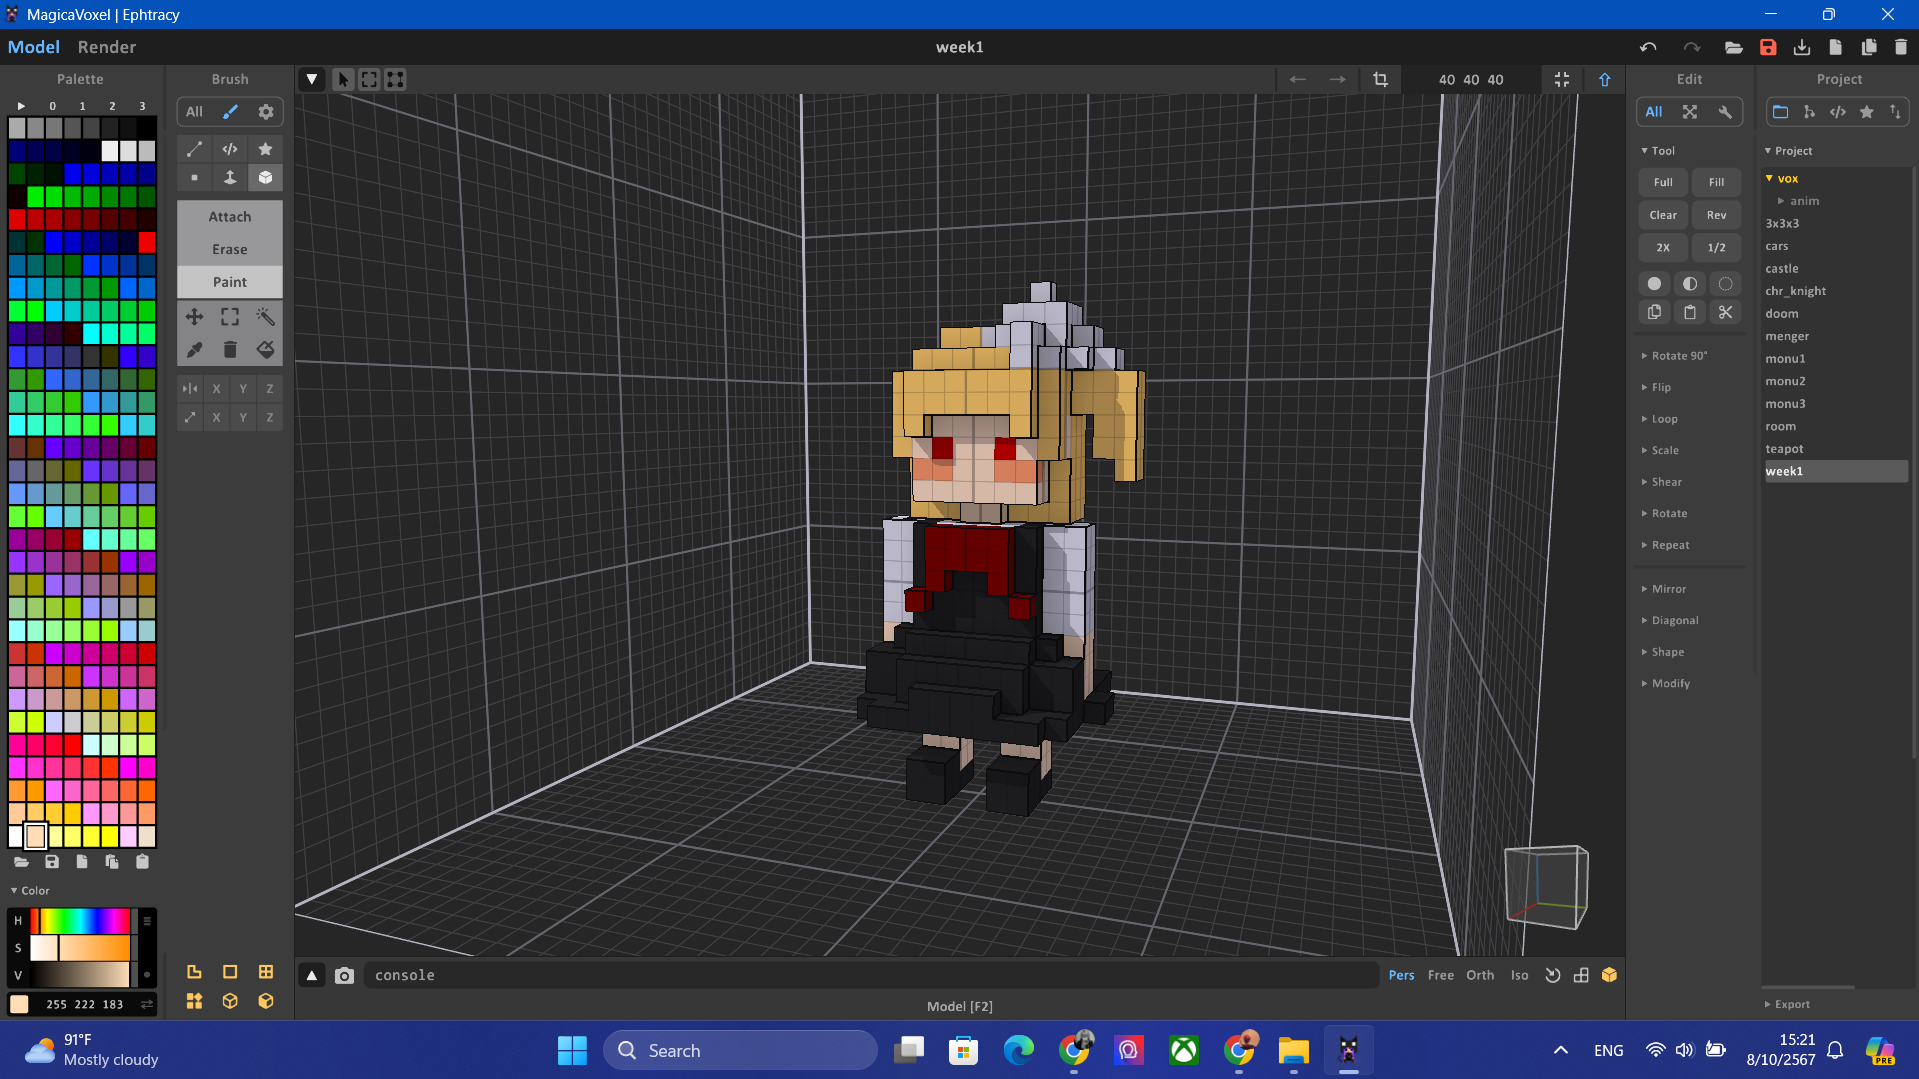 MagicaVoxel | Ephtracy
Model Render
week1
Palette
Brush
40 40 40
Edit
Project
0 1 2 3
All
All
Tool
Project
Full Fill
vox
anim
Clear Rev
3x3x3
2X 1/2
cars
castle
chr_knight
doom
menger
monu1
monu2
monu3
room
teapot
week1
Attach
Erase
Paint
X Y Z
X Y Z
Rotate 90°
Flip
Loop
Scale
Shear
Rotate
Repeat
Mirror
Diagonal
Shape
Modify
Color
H
S
V
255 222 183
console
Pers Free Orth Iso
Model [F2]
Export
91°F
Mostly cloudy
Search
ENG
15:21
8/10/2567
PRE